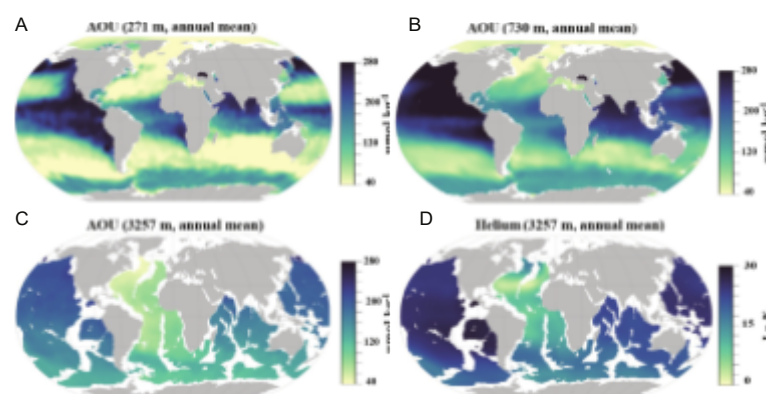 A
AOU (271 m, annual mean)
280
200
120
40
B
AOU (730 m, annual mean)
280
200
120
40
C
AOU (3257 m, annual mean)
280
200
120
40
D
Helium (3257 m, annual mean)
30
15
0